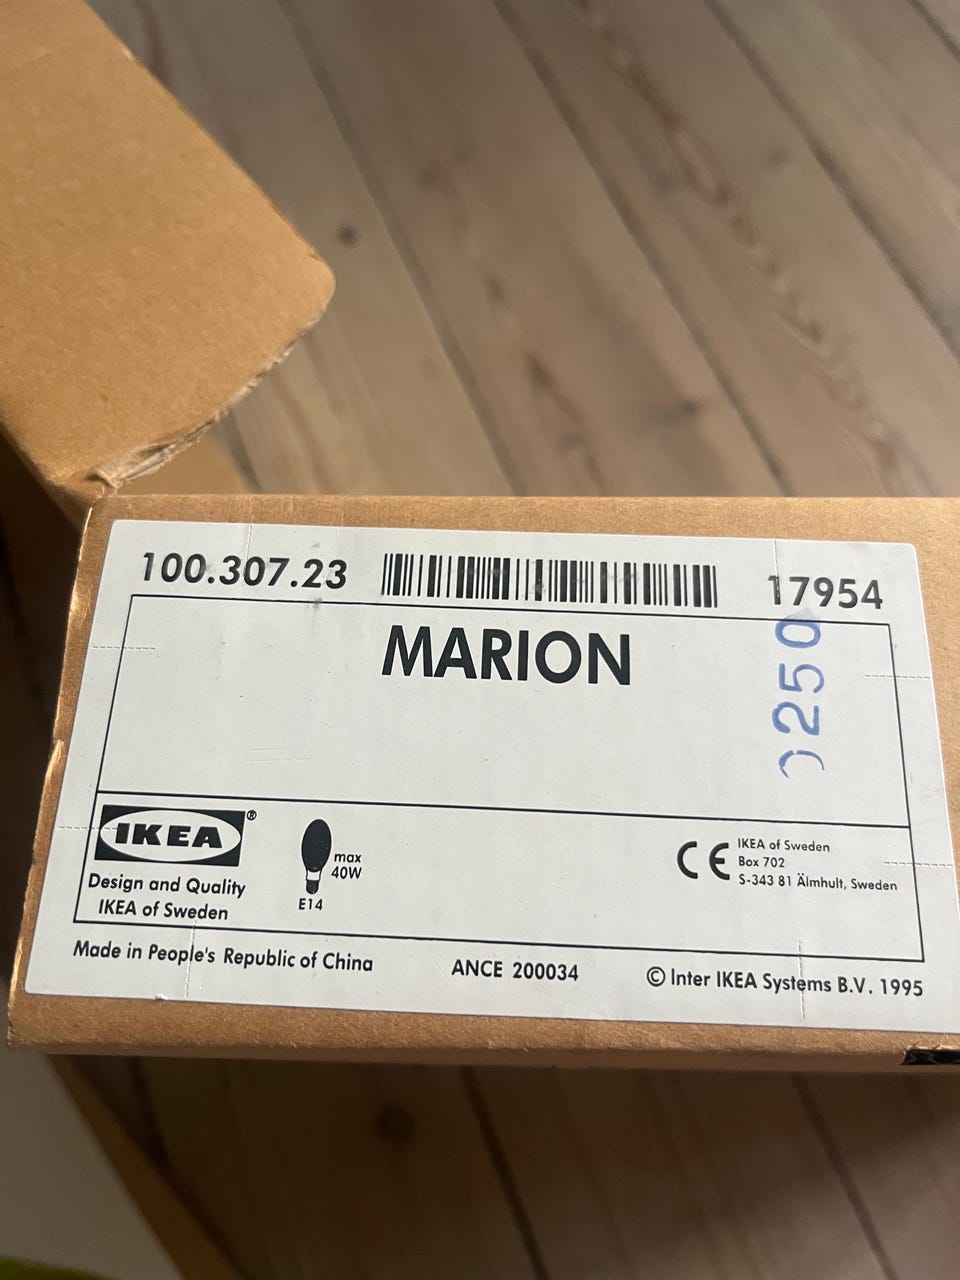 100.307.23 17954
MARION
0250
IKEA®
Design and Quality
IKEA of Sweden
max
40W
E14
CE
IKEA of Sweden
Box 702
S-343 81 Älmhult, Sweden
Made in People's Republic of China
ANCE 200034
© Inter IKEA Systems B.V. 1995